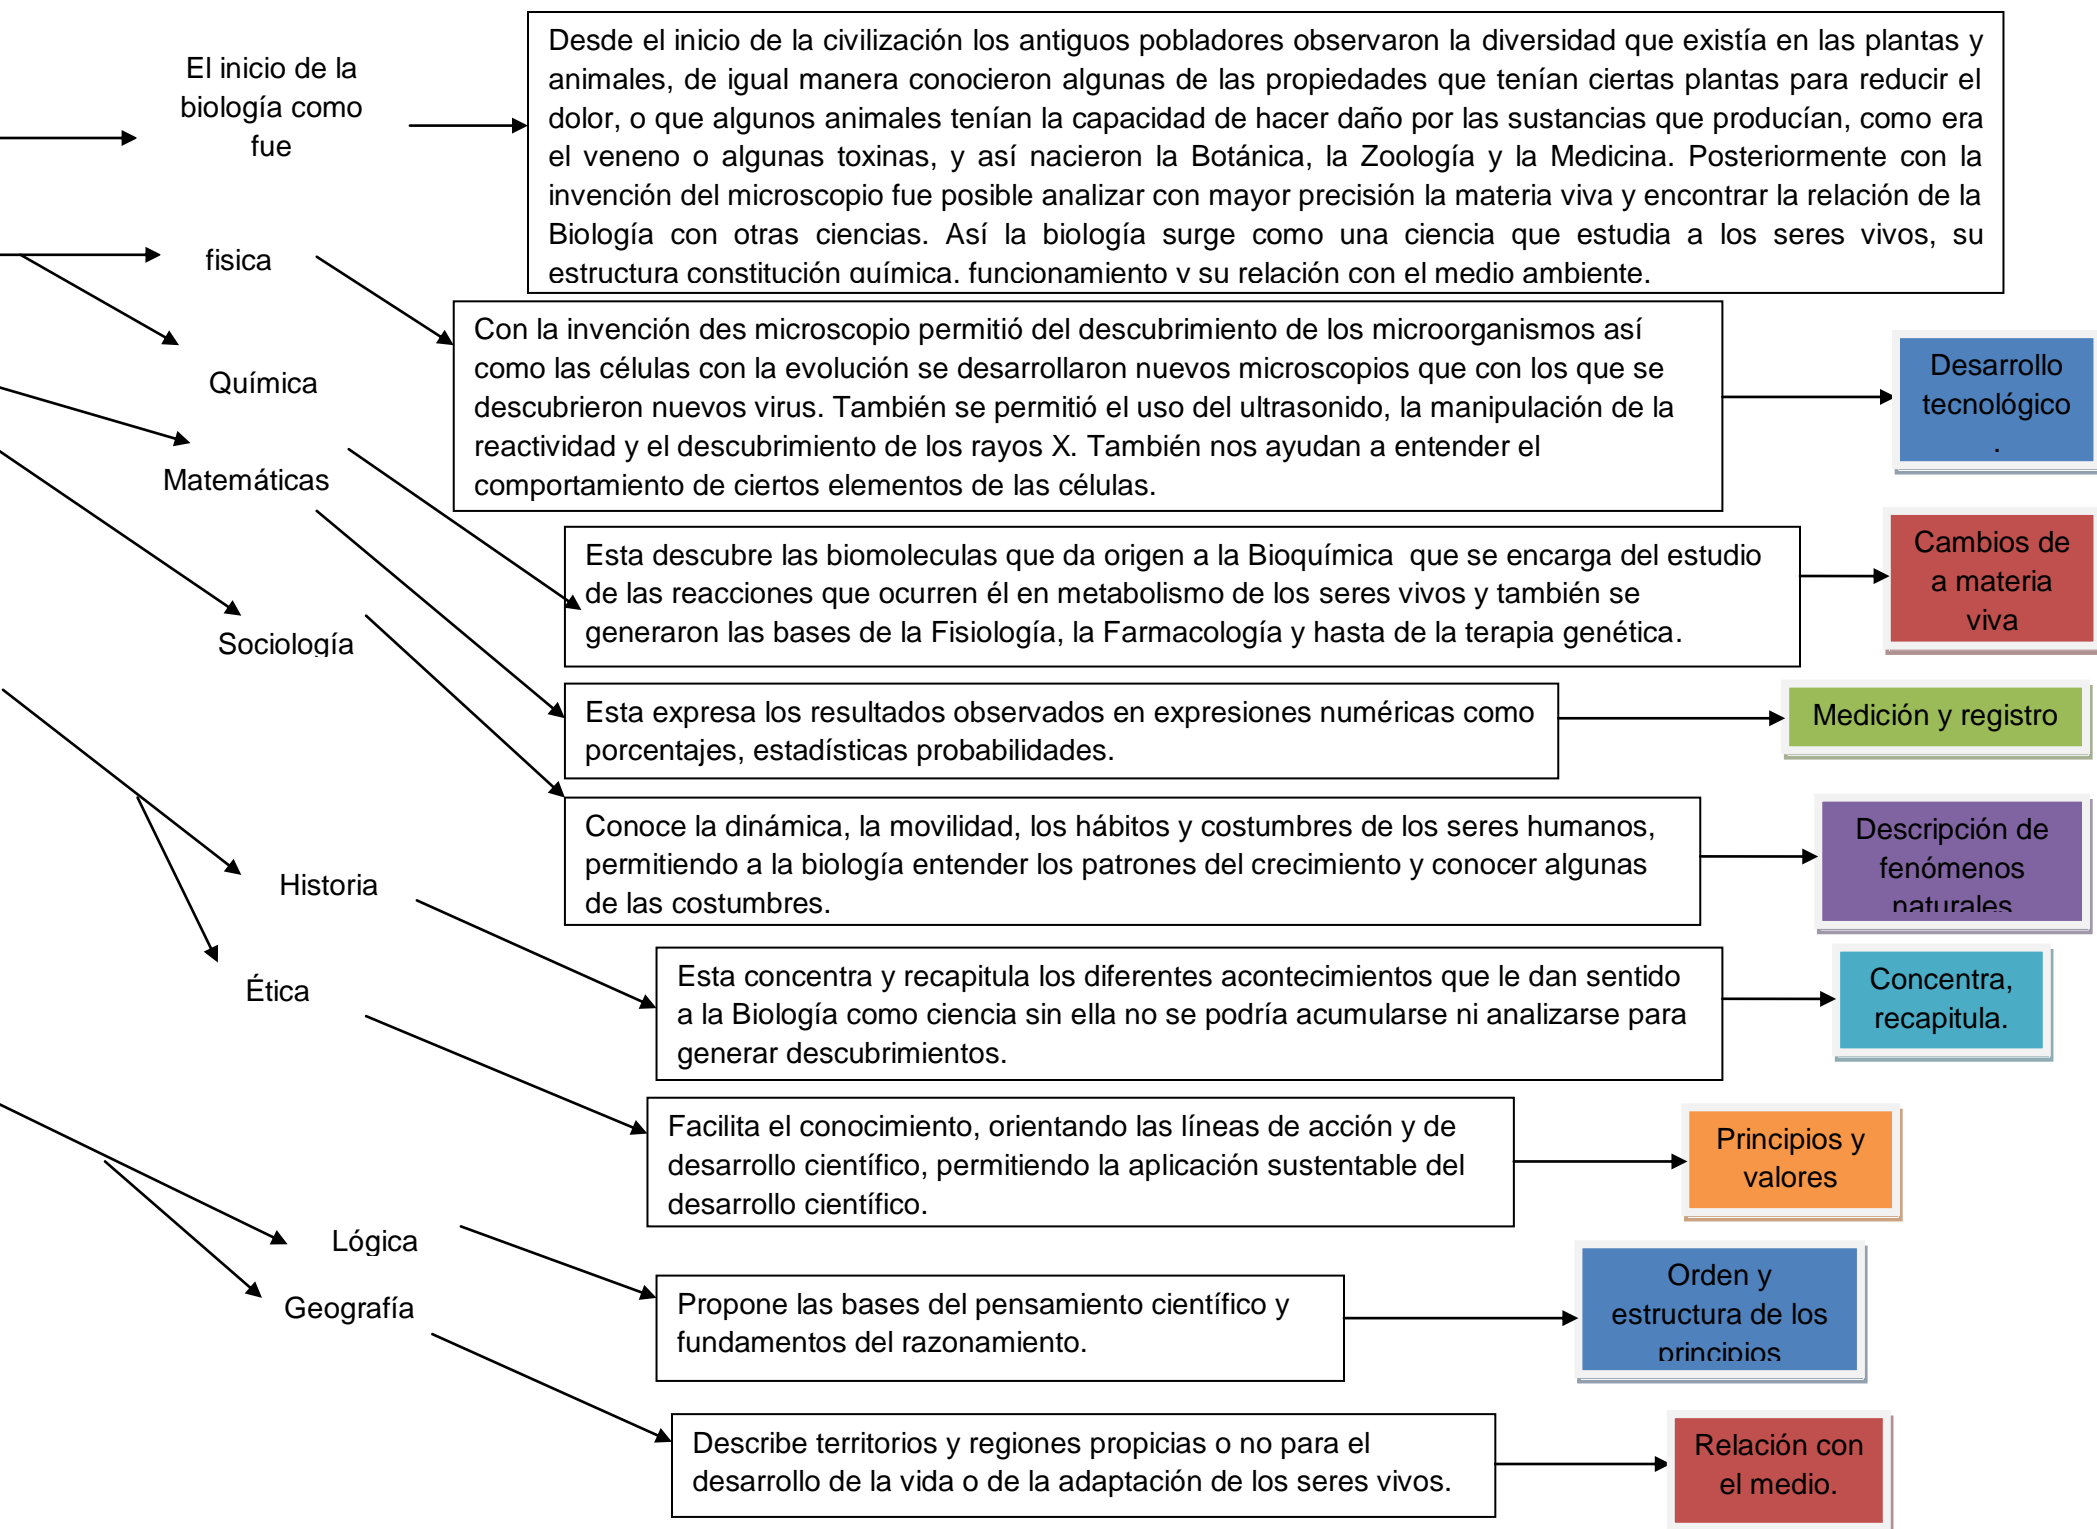 El inicio de la
biología como
fue
Desde el inicio de la civilización los antiguos pobladores observaron la diversidad que existía en las plantas y
animales, de igual manera conocieron algunas de las propiedades que tenían ciertas plantas para reducir el
dolor, o que algunos animales tenían la capacidad de hacer daño por las sustancias que producían, como era
el veneno o algunas toxinas, y así nacieron la Botánica, la Zoología y la Medicina. Posteriormente con la
invención del microscopio fue posible analizar con mayor precisión la materia viva y encontrar la relación de la
Biología con otras ciencias. Así la biología surge como una ciencia que estudia a los seres vivos, su
estructura constitución química, funcionamiento y su relación con el medio ambiente.
fisica
Con la invención des microscopio permitió del descubrimiento de los microorganismos así
como las células con la evolución se desarrollaron nuevos microscopios que con los que se
descubrieron nuevos virus. También se permitió el uso del ultrasonido, la manipulación de la
reactividad y el descubrimiento de los rayos X. También nos ayudan a entender el
comportamiento de ciertos elementos de las células.
Desarrollo
tecnológico
.
Química
Esta descubre las biomoleculas que da origen a la Bioquímica que se encarga del estudio
de las reacciones que ocurren él en metabolismo de los seres vivos y también se
generaron las bases de la Fisiología, la Farmacología y hasta de la terapia genética.
Cambios de
a materia
viva
Matemáticas
Esta expresa los resultados observados en expresiones numéricas como
porcentajes, estadísticas probabilidades.
Medición y registro
Sociología
Conoce la dinámica, la movilidad, los hábitos y costumbres de los seres humanos,
permitiendo a la biología entender los patrones del crecimiento y conocer algunas
de las costumbres.
Descripción de
fenómenos
naturales
Historia
Esta concentra y recapitula los diferentes acontecimientos que le dan sentido
a la Biología como ciencia sin ella no se podría acumularse ni analizarse para
generar descubrimientos.
Concentra,
recapitula.
Ética
Facilita el conocimiento, orientando las líneas de acción y de
desarrollo científico, permitiendo la aplicación sustentable del
desarrollo científico.
Principios y
valores
Lógica
Propone las bases del pensamiento científico y
fundamentos del razonamiento.
Orden y
estructura de los
principios
Geografía
Describe territorios y regiones propicias o no para el
desarrollo de la vida o de la adaptación de los seres vivos.
Relación con
el medio.